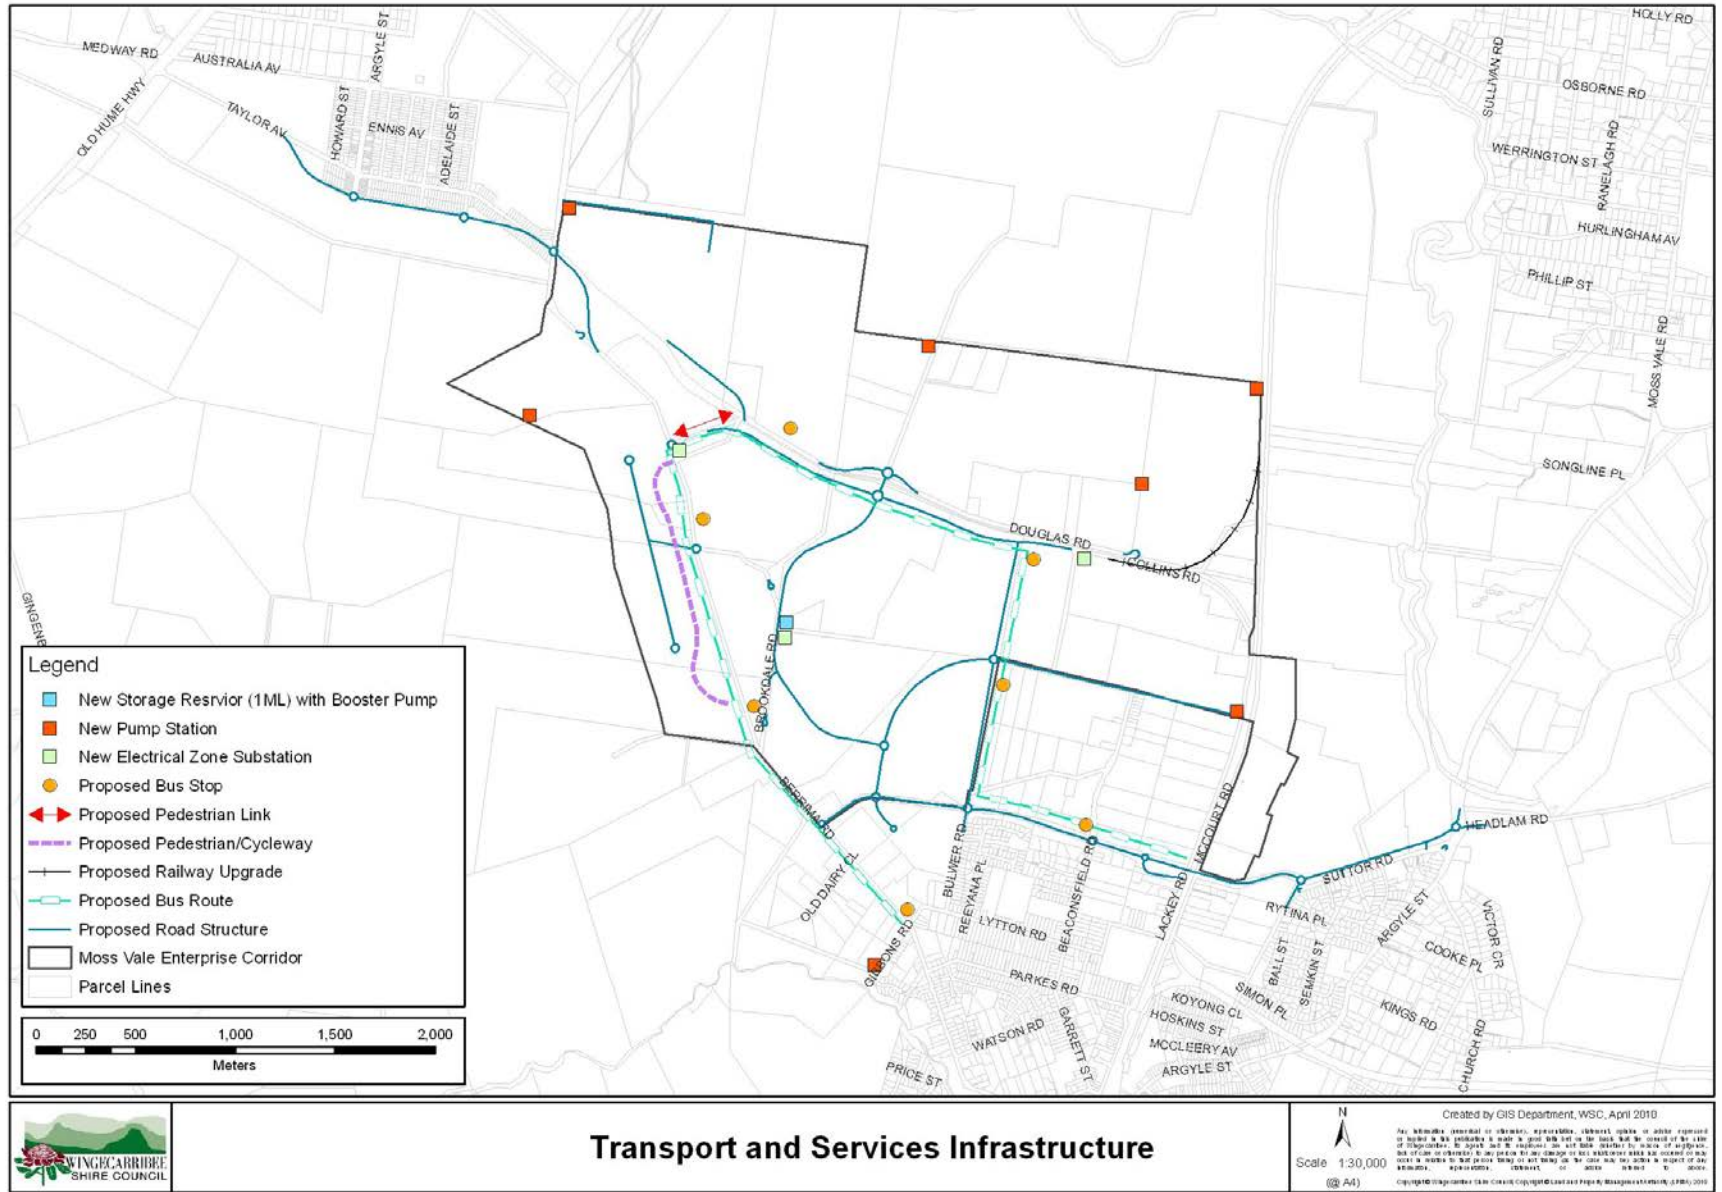 HOLLY RD
MEDWAY RD
AUSTRALIA AV
ARGYLE ST
SULLIVAN RD
OSBORNE RD
OLD HUME HWY
TAYLOR AV
HOWARD ST
ENNIS AV
ADELAIDE ST
WERRINGTON ST
RANELAGH RD
HURLINGHAM AV
PHILLIP ST
MOSS VALE RD
SONGLINE PL
DOUGLAS RD
COLLINS RD
BROOKDALE RD
BERRIMA RD
MCCOURT RD
HEADLAM RD
SUTTOR RD
OLD DAIRY CL
BULWER RD
REEYANA PL
BEACONSFIELD RD
LACKEY RD
RYTINA PL
ARGYLE ST
VICTOR CR
GIBBONS RD
LYTTON RD
COOKE PL
BALL ST
SEMKIN ST
PARKES RD
SIMON PL
KOYONG CL
KINGS RD
HOSKINS ST
WATSON RD
GARRETT ST
MCCLEERY AV
CHURCH RD
PRICE ST
ARGYLE ST
GINGENB
Legend
New Storage Resrvior (1ML) with Booster Pump
New Pump Station
New Electrical Zone Substation
Proposed Bus Stop
Proposed Pedestrian Link
Proposed Pedestrian/Cycleway
Proposed Railway Upgrade
Proposed Bus Route
Proposed Road Structure
Moss Vale Enterprise Corridor
Parcel Lines
0 250 500 1,000 1,500 2,000
Meters
WINGECARRIBEE
SHIRE COUNCIL
Transport and Services Infrastructure
N
Scale 1:30,000
(@ A4)
Created by GIS Department, WSC, April 2010